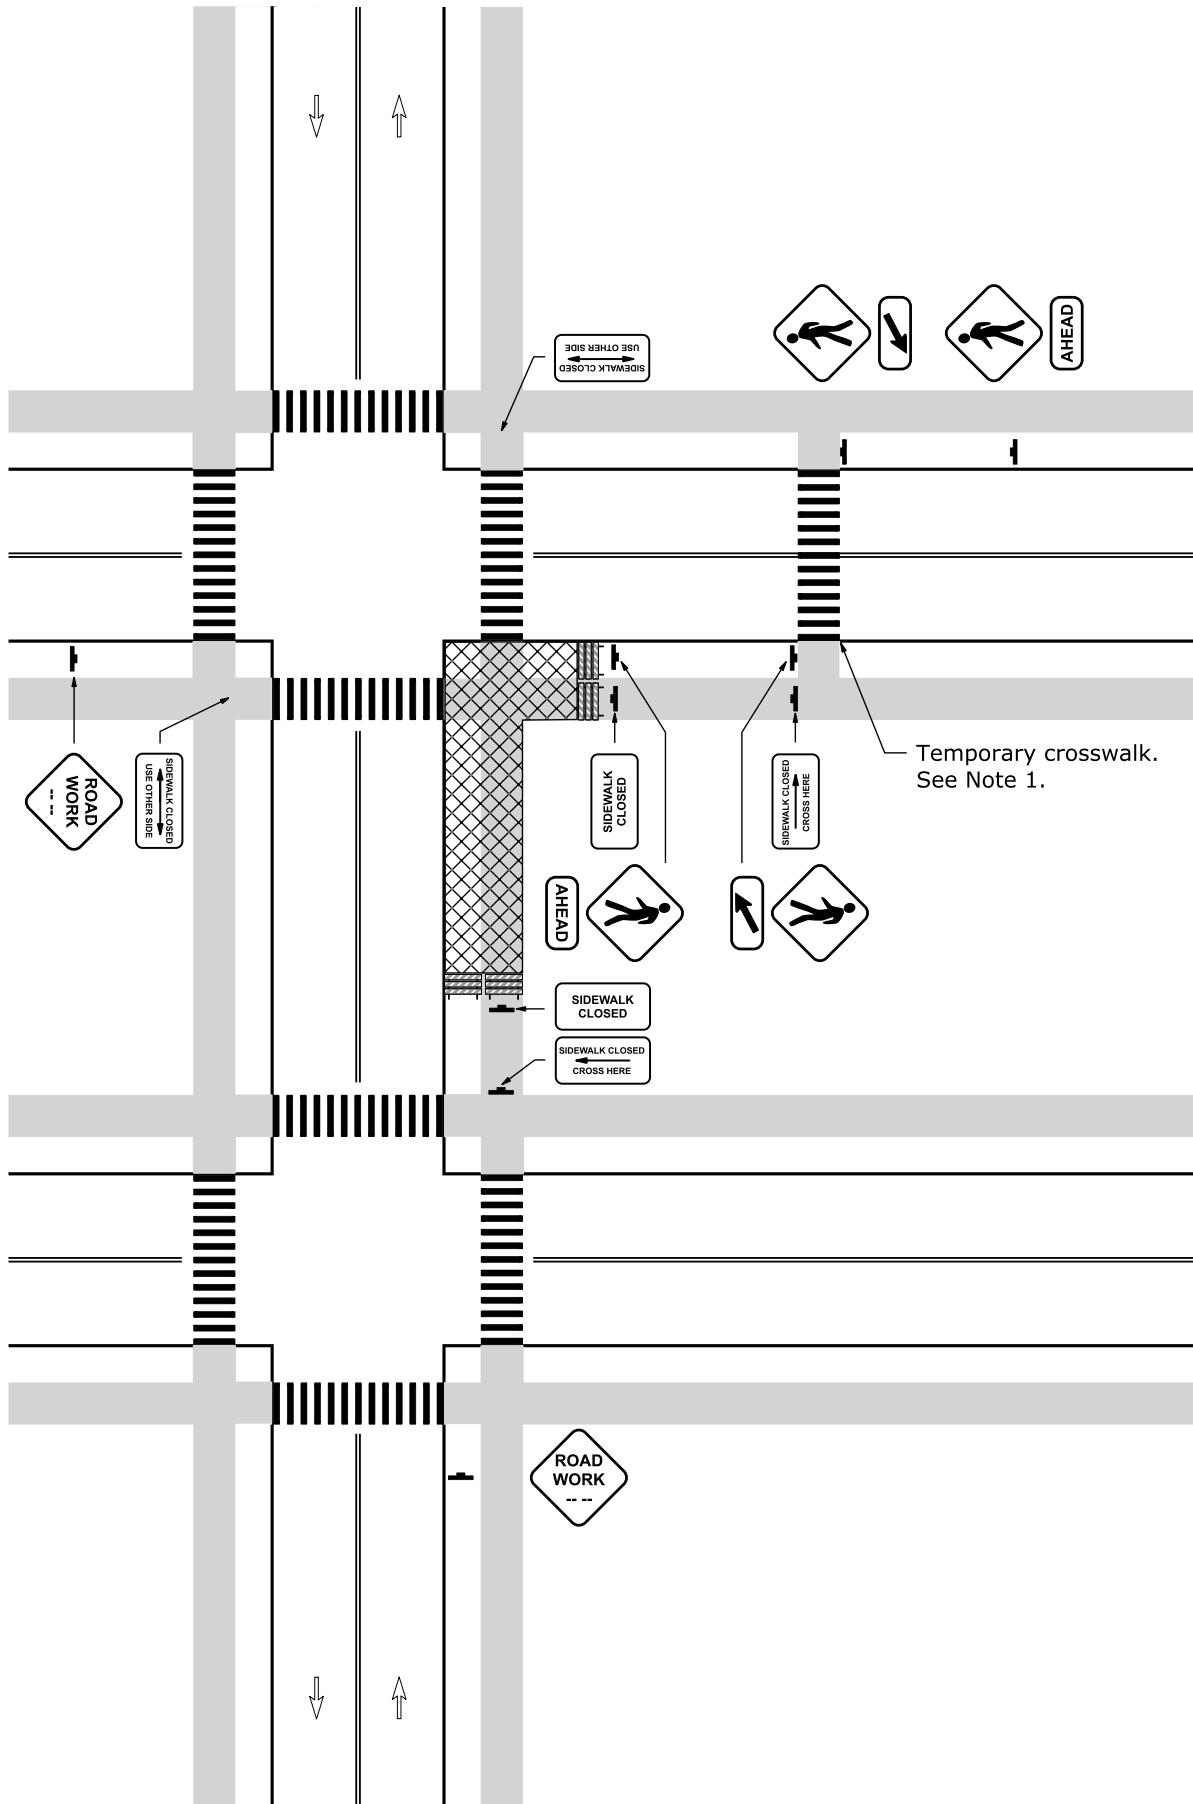 SIDEWALK CLOSED
USE OTHER SIDE
AHEAD
ROAD
WORK
-- --
SIDEWALK CLOSED
USE OTHER SIDE
SIDEWALK
CLOSED
SIDEWALK CLOSED
CROSS HERE
Temporary crosswalk.
See Note 1.
AHEAD
SIDEWALK
CLOSED
SIDEWALK CLOSED
CROSS HERE
ROAD
WORK
-- --